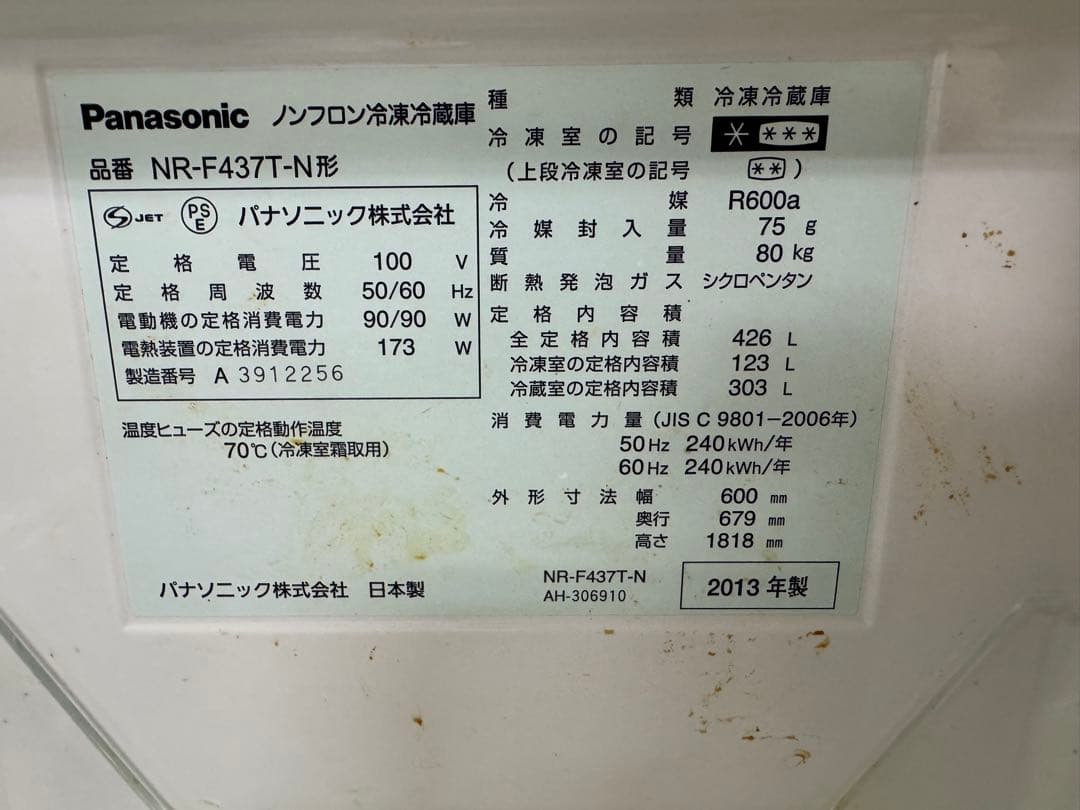 Panasonic ノンフロン冷凍冷蔵庫
品番 NR-F437T-N形
JET PSE パナソニック株式会社
定格電圧 100 V
定格周波数 50/60 Hz
電動機の定格消費電力 90/90 W
電熱装置の定格消費電力 173 W
製造番号 A 3912256
温度ヒューズの定格動作温度
70℃(冷凍室霜取用)
パナソニック株式会社 日本製
種類 冷凍冷蔵庫
冷凍室の記号 * ***
(上段冷凍室の記号 ** )
冷媒 R600a
冷媒封入量 75 g
質量 80 kg
断熱発泡ガス シクロペンタン
定格内容積
全定格内容積 426 L
冷凍室の定格内容積 123 L
冷蔵室の定格内容積 303 L
消費電力量 (JIS C 9801-2006年)
50 Hz 240 kWh/年
60 Hz 240 kWh/年
外形寸法 幅 600 mm
奥行 679 mm
高さ 1818 mm
NR-F437T-N
AH-306910
2013 年製